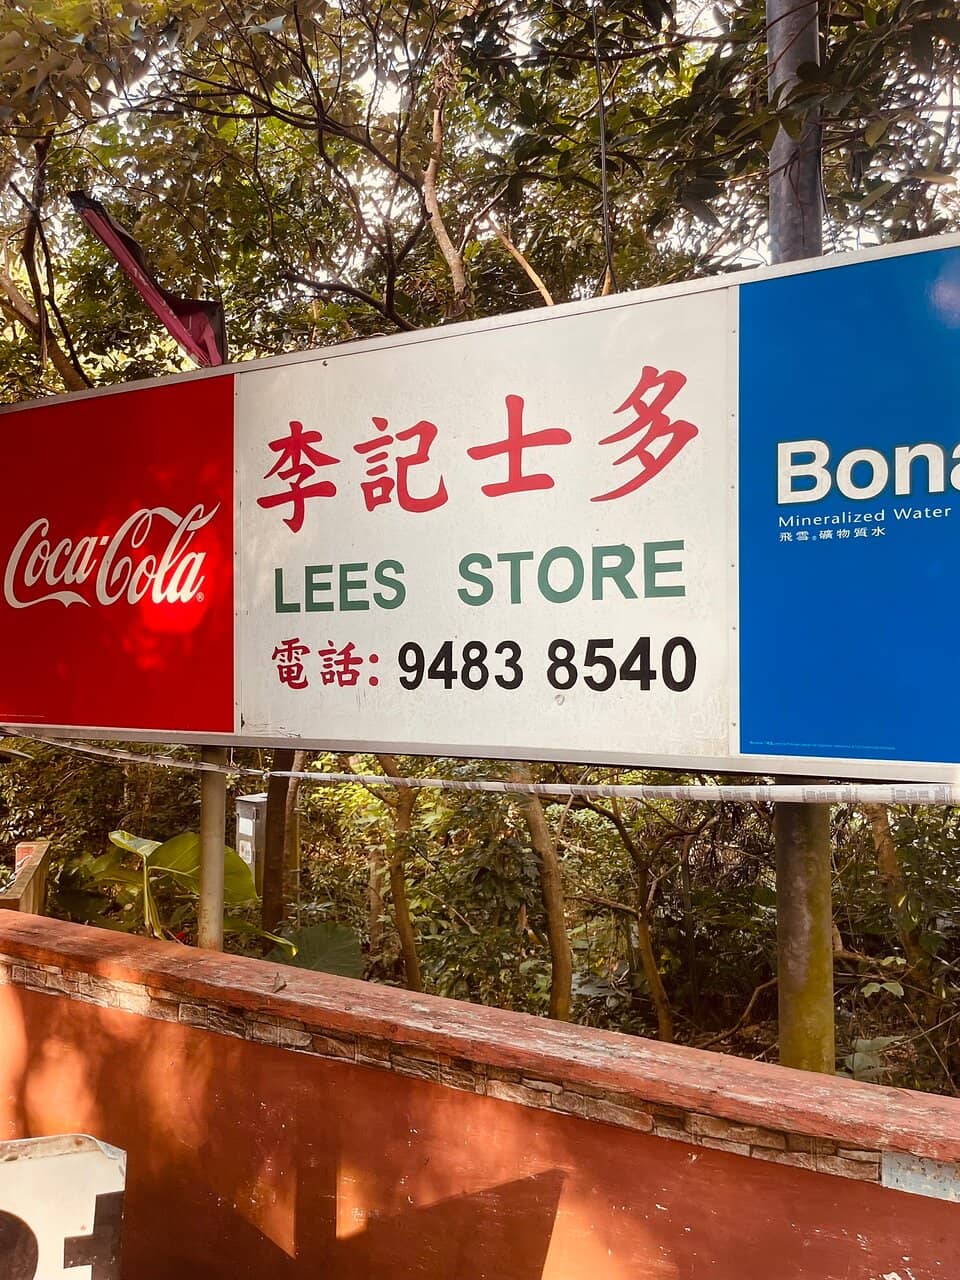 Coca-Cola®
李記士多
LEES STORE
電話: 9483 8540
Bona
Mineralized Water
飛雪®礦物質水